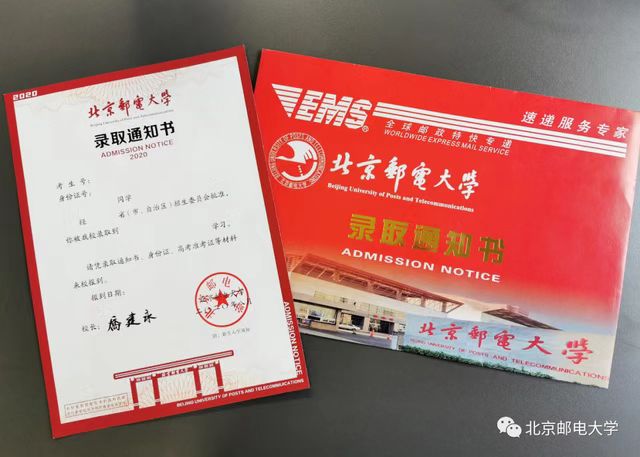 2020
北京郵電大学
Beijing University of Posts and Telecommunications
录取通知书
ADMISSION NOTICE
2020
考生号:
身份证号:
同学
经 省(市、自治区)招生委员会批准,
你被我校录取到 学习。
请凭录取通知书、身份证、高考准考证等材料
来校报到。
报到日期:
校长:
ADMISSION NOTICE
BEIJING UNIVERSITY OF POSTS AND TELECOMMUNICATIONS
EMS®
全球邮政特快专递
WORLDWIDE EXPRESS MAIL SERVICE
速递服务专家
北京郵電大学
Beijing University of Posts and Telecommunications
录取通知书
ADMISSION NOTICE
北京郵電大学
BEIJING UNIVERSITY OF POSTS AND TELECOMMUNICATIONS
北京邮电大学